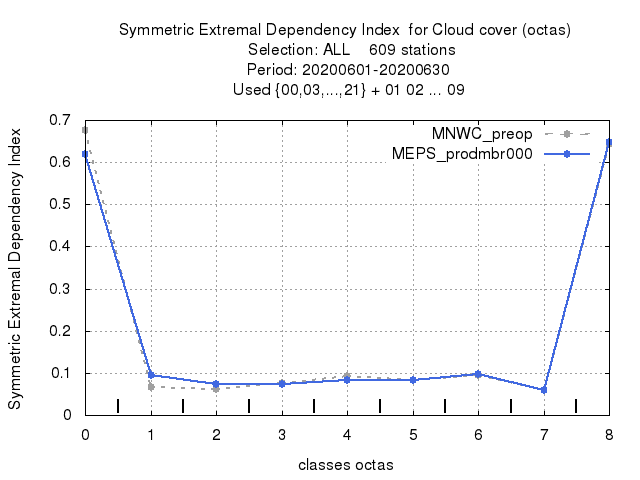 Symmetric Extremal Dependency Index  for Cloud cover (octas)
Selection: ALL    609 stations
Period: 20200601-20200630
Used {00,03,...,21} + 01 02 ... 09
MNWC_preop
MEPS_prodmbr000
Symmetric Extremal Dependency Index
0.7
0.6
0.5
0.4
0.3
0.2
0.1
0
0 1 2 3 4 5 6 7 8
classes octas